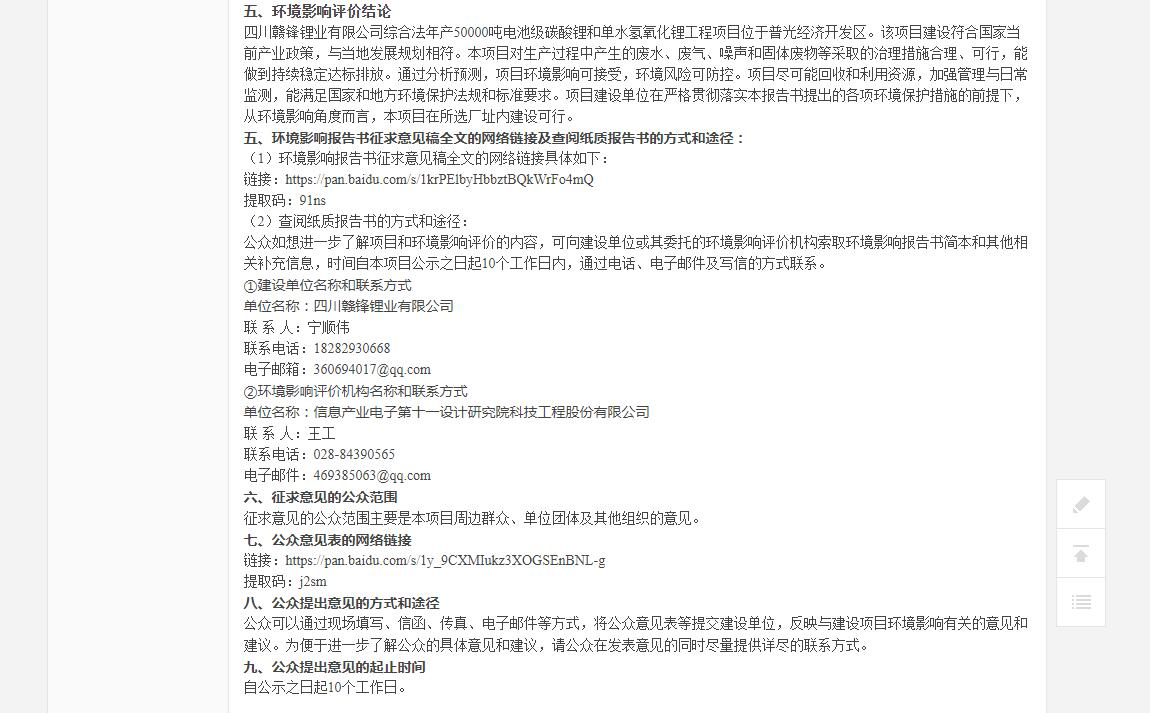 五、环境影响评价结论
四川赣锋锂业有限公司综合法年产50000吨电池级碳酸锂和单水氢氧化锂工程项目位于普光经济开发区。该项目建设符合国家当
前产业政策，与当地发展规划相符。本项目对生产过程中产生的废水、废气、噪声和固体废物等采取的治理措施合理、可行，能
做到持续稳定达标排放。通过分析预测，项目环境影响可接受，环境风险可防控。项目尽可能回收和利用资源，加强管理与日常
监测，能满足国家和地方环境保护法规和标准要求。项目建设单位在严格贯彻落实本报告书提出的各项环境保护措施的前提下，
从环境影响角度而言，本项目在所选厂址内建设可行。
五、环境影响报告书征求意见稿全文的网络链接及查阅纸质报告书的方式和途径：
（1）环境影响报告书征求意见稿全文的网络链接具体如下：
链接：https://pan.baidu.com/s/1krPElbyHbbztBQkWrFo4mQ
提取码：91ns
（2）查阅纸质报告书的方式和途径：
公众如想进一步了解项目和环境影响评价的内容，可向建设单位或其委托的环境影响评价机构索取环境影响报告书简本和其他相
关补充信息，时间自本项目公示之日起10个工作日内，通过电话、电子邮件及写信的方式联系。
①建设单位名称和联系方式
单位名称：四川赣锋锂业有限公司
联 系 人：宁顺伟
联系电话：18282930668
电子邮箱：360694017@qq.com
②环境影响评价机构名称和联系方式
单位名称：信息产业电子第十一设计研究院科技工程股份有限公司
联 系 人：王工
联系电话：028-84390565
电子邮件：469385063@qq.com
六、征求意见的公众范围
征求意见的公众范围主要是本项目周边群众、单位团体及其他组织的意见。
七、公众意见表的网络链接
链接：https://pan.baidu.com/s/1y_9CXMIukz3XOGSEnBNL-g
提取码：j2sm
八、公众提出意见的方式和途径
公众可以通过现场填写、信函、传真、电子邮件等方式，将公众意见表等提交建设单位，反映与建设项目环境影响有关的意见和
建议。为便于进一步了解公众的具体意见和建议，请公众在发表意见的同时尽量提供详尽的联系方式。
九、公众提出意见的起止时间
自公示之日起10个工作日。